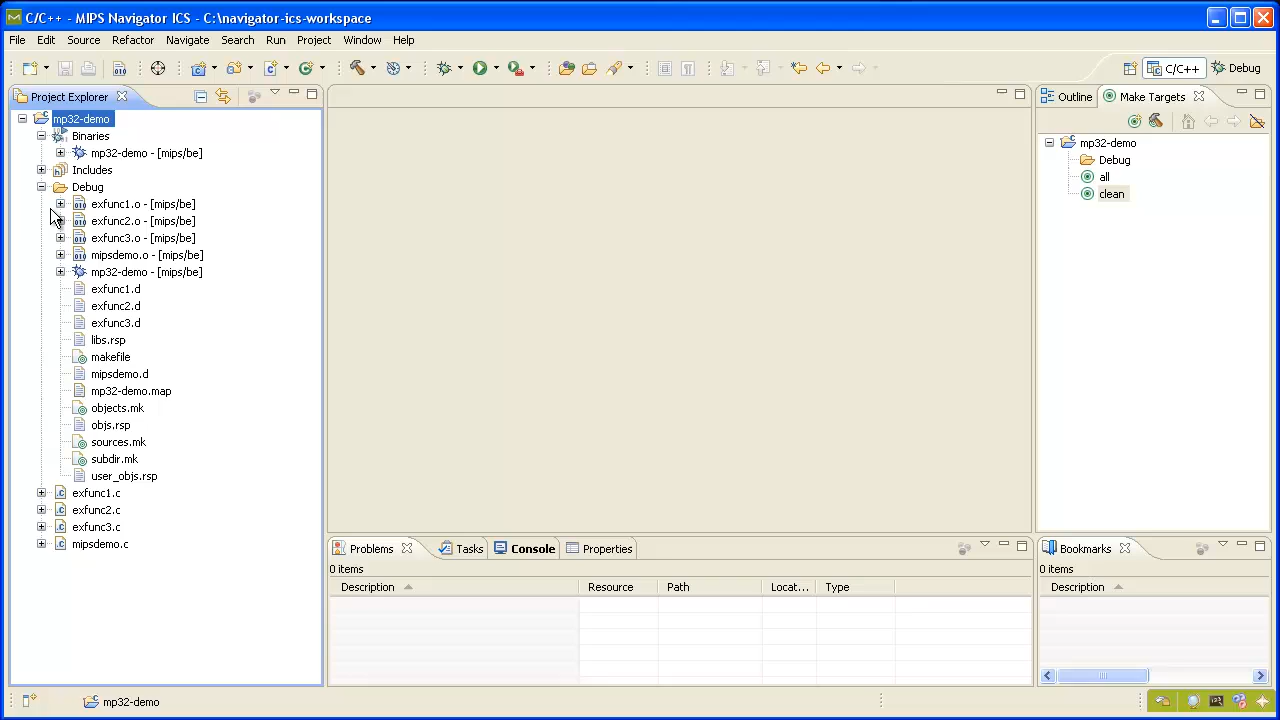 C/C++ - MIPS Navigator ICS - C:\navigator-ics-workspace
File Edit Source Refactor Navigate Search Run Project Window Help
C/C++ Debug
Project Explorer
mp32-demo
Binaries
mp32-demo - [mips/be]
Includes
Debug
exfunc1.o - [mips/be]
exfunc2.o - [mips/be]
exfunc3.o - [mips/be]
mipsdemo.o - [mips/be]
mp32-demo - [mips/be]
exfunc1.d
exfunc2.d
exfunc3.d
libs.rsp
makefile
mipsdemo.d
mp32-demo.map
objects.mk
objs.rsp
sources.mk
subdir.mk
user_objs.rsp
exfunc1.c
exfunc2.c
exfunc3.c
mipsdemo.c
Outline Make Targets
mp32-demo
Debug
all
clean
Problems Tasks Console Properties
0 items
Description Resource Path Locat... Type
Bookmarks
0 items
Description
mp32-demo